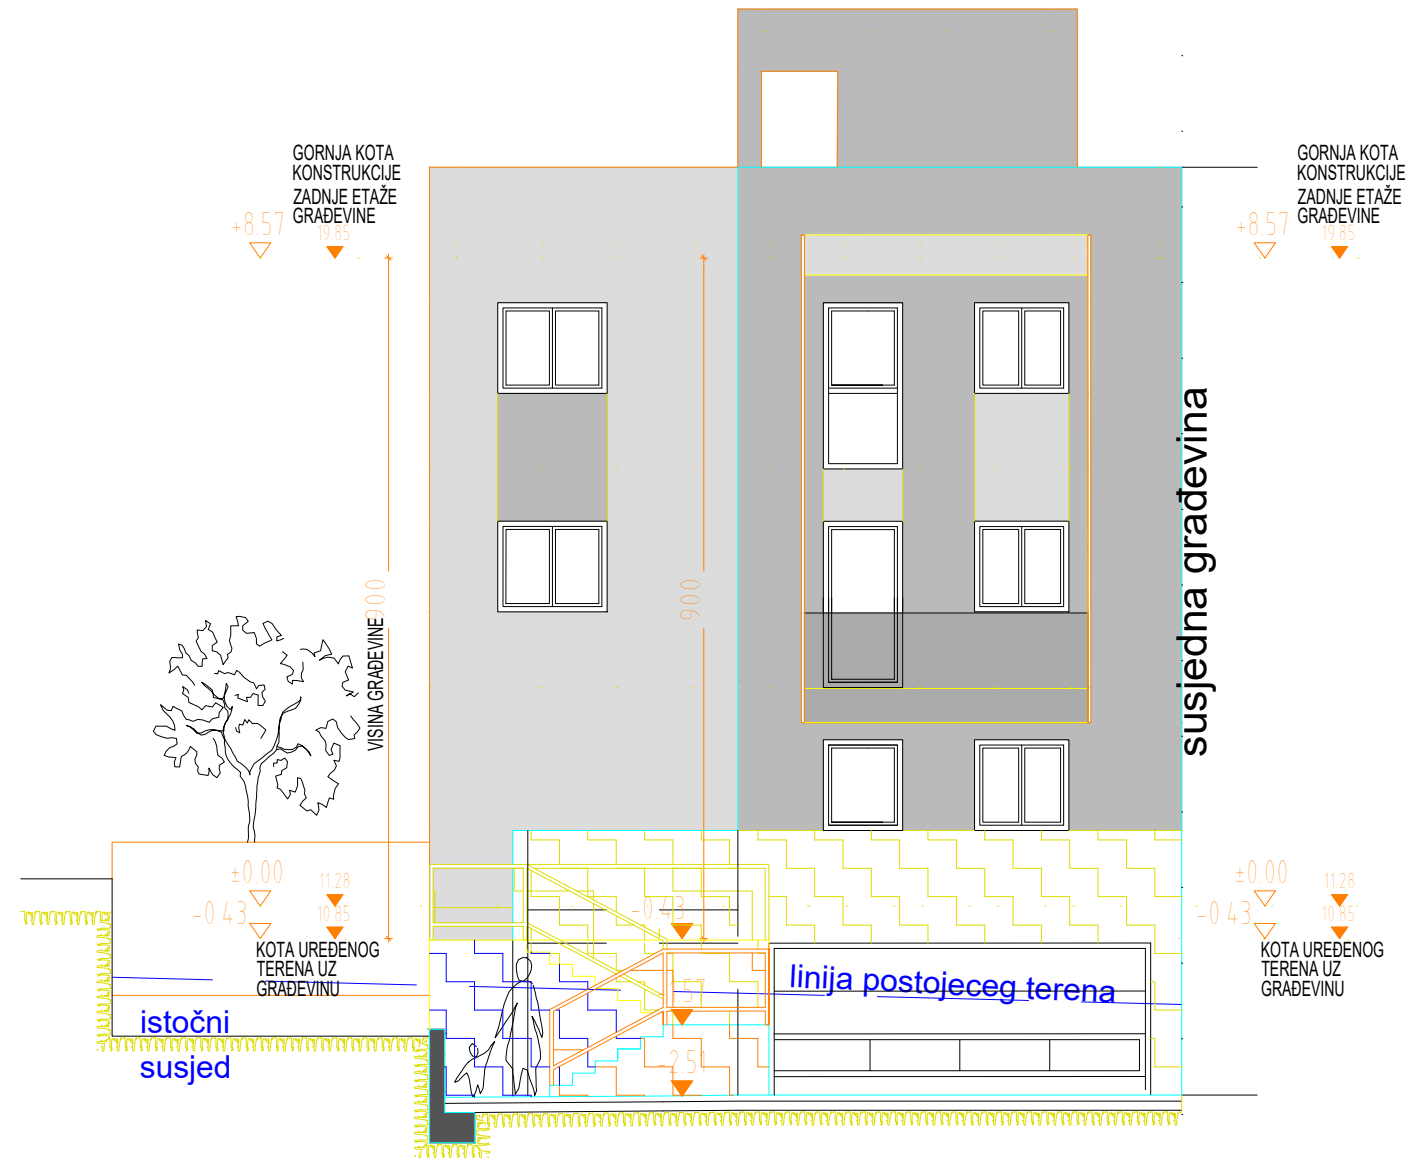 GORNJA KOTA
KONSTRUKCIJE
ZADNJE ETAŽE
GRAĐEVINE
+8.57
19.85
GORNJA KOTA
KONSTRUKCIJE
ZADNJE ETAŽE
GRAĐEVINE
+8.57
19.85
900
VISINA GRAĐEVINE
900
susjedna građevina
±0.00
11.28
-0.43
10.85
KOTA UREĐENOG
TERENA UZ
GRAĐEVINU
-0.43
±0.00
11.28
-0.43
10.85
KOTA UREĐENOG
TERENA UZ
GRAĐEVINU
linija postojeceg terena
istočni
susjed
-2.51